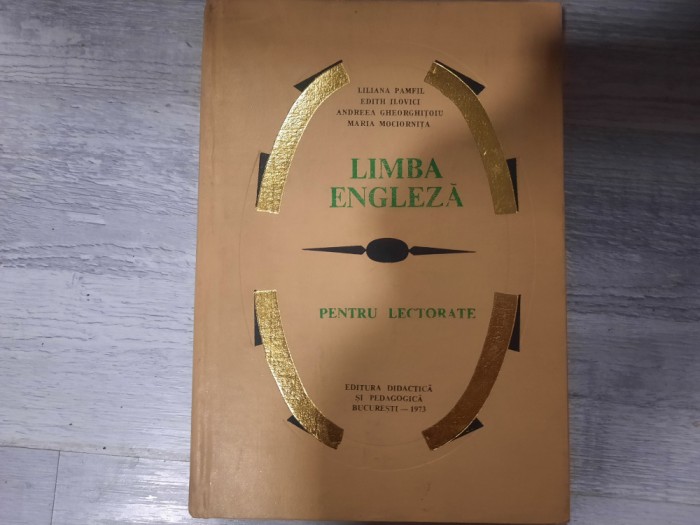 LILIANA PAMFIL
EDITH ILOVICI
ANDREEA GHEORGHIȚOIU
MARIA MOCIORNIȚA
LIMBA
ENGLEZĂ
PENTRU LECTORATE
EDITURA DIDACTICĂ
ȘI PEDAGOGICĂ
BUCUREȘTI — 1973